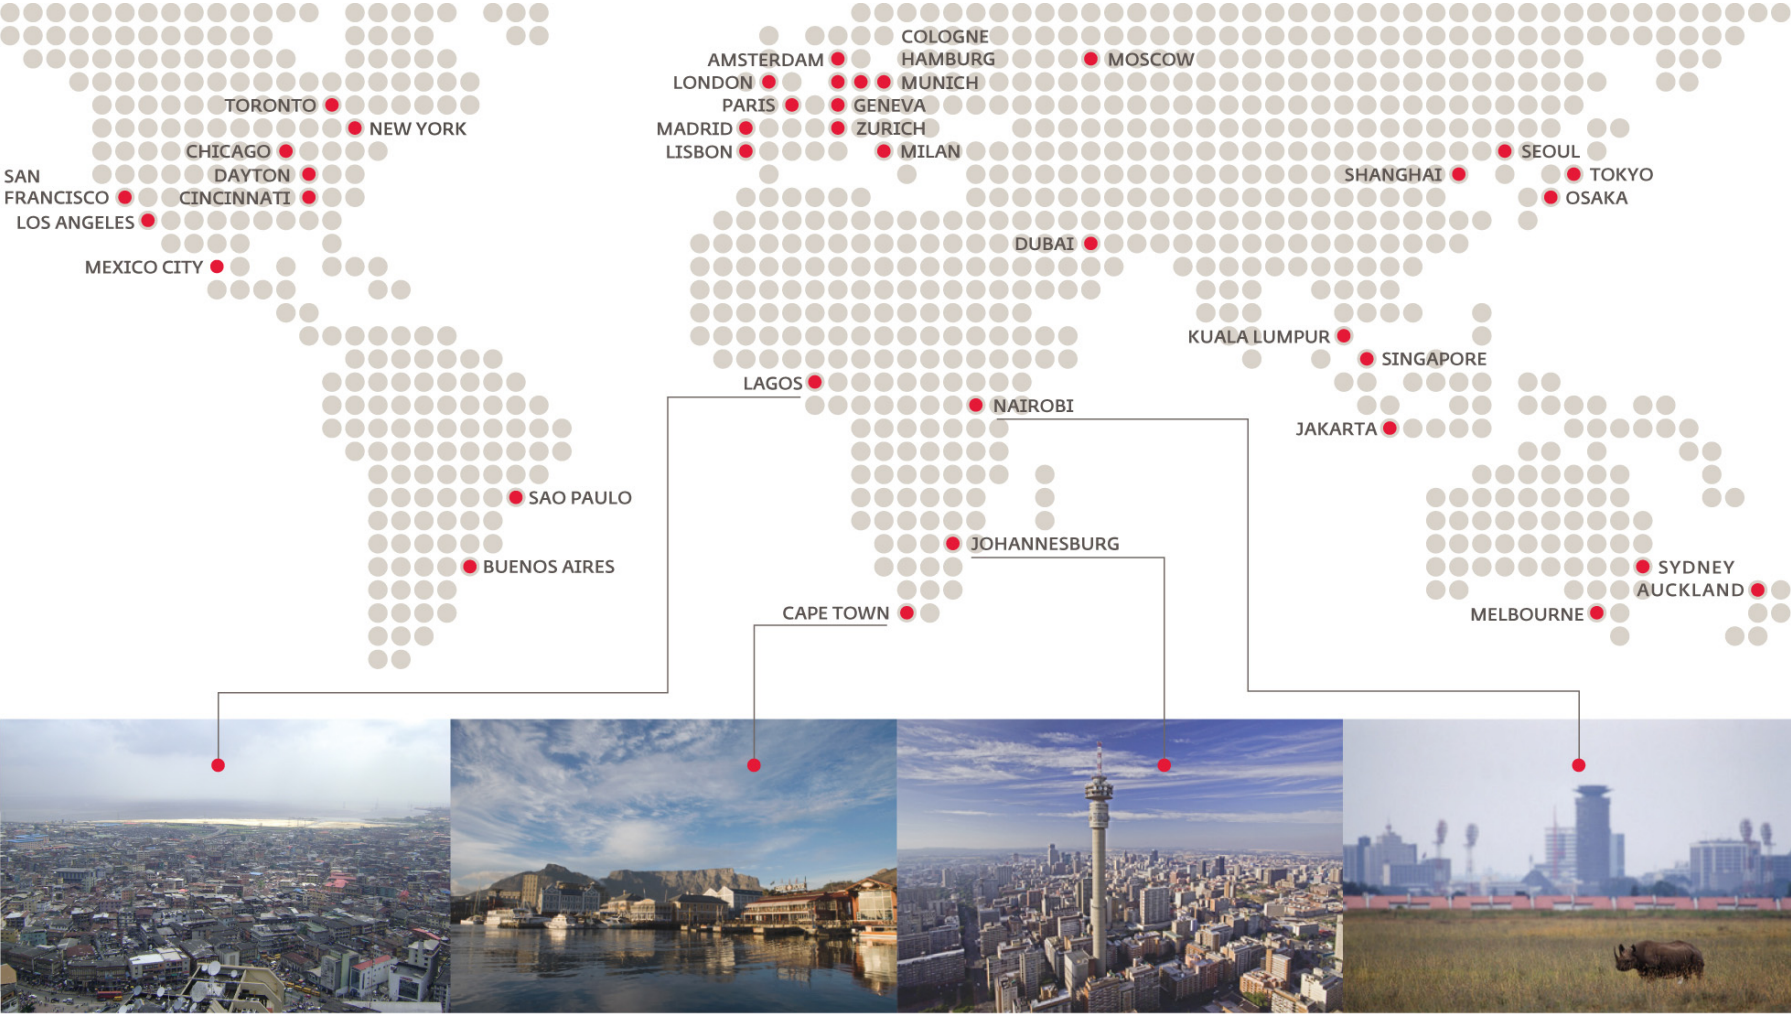 COLOGNE
AMSTERDAM
HAMBURG
MOSCOW
LONDON
MUNICH
TORONTO
PARIS
GENEVA
NEW YORK
MADRID
ZURICH
CHICAGO
LISBON
MILAN
SEOUL
SAN
FRANCISCO
DAYTON
SHANGHAI
TOKYO
CINCINNATI
OSAKA
LOS ANGELES
DUBAI
MEXICO CITY
KUALA LUMPUR
SINGAPORE
LAGOS
NAIROBI
JAKARTA
SAO PAULO
JOHANNESBURG
BUENOS AIRES
SYDNEY
AUCKLAND
CAPE TOWN
MELBOURNE